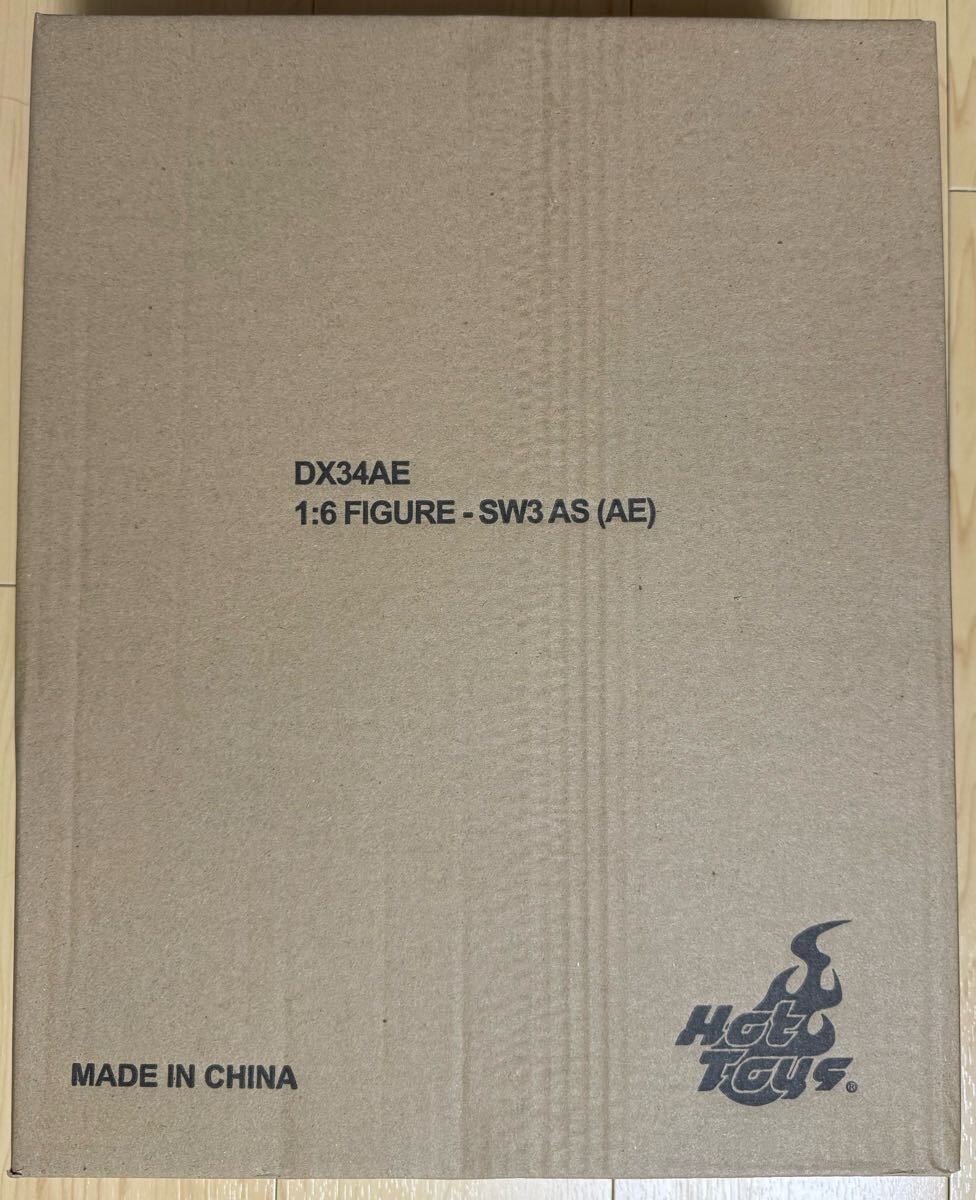 DX34AE
1:6 FIGURE - SW3 AS (AE)
Hot
Toys®
MADE IN CHINA